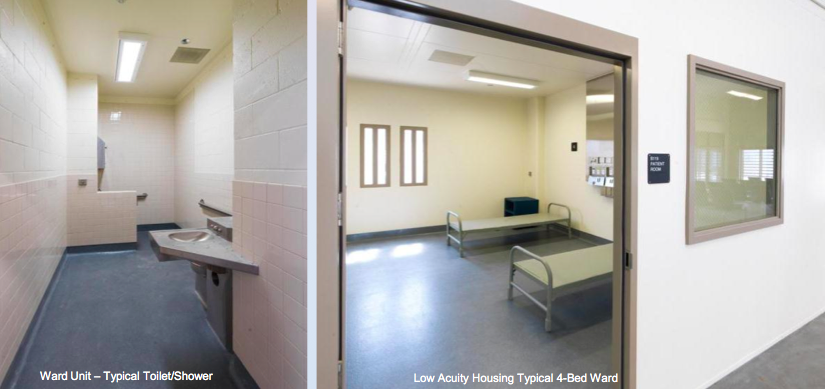 Ward Unit – Typical Toilet/Shower
Low Acuity Housing Typical 4-Bed Ward
PATIENT
ROOM